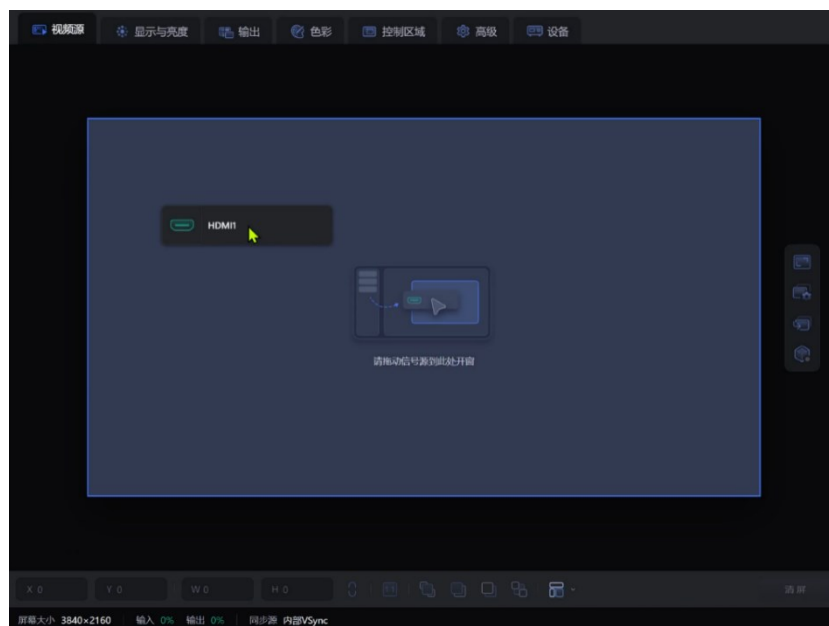 视频源 显示与亮度 输出 色彩 控制区域 高级 设备
HDMI1
请拖动信号源到此处开窗
X 0 Y 0 W 0 H 0 清屏
屏幕大小 3840×2160 输入 0% 输出 0% 同步源 内部VSync